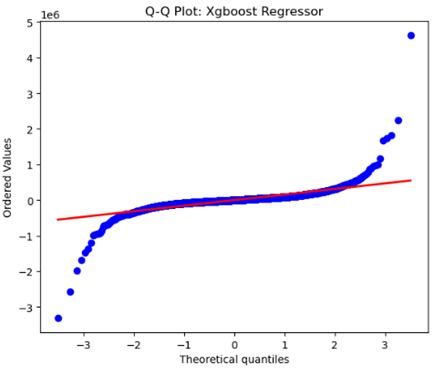 Q-Q Plot: Xgboost Regressor
1e6
5
4
3
2
1
0
−1
−2
−3
Ordered Values
−3 −2 −1 0 1 2 3
Theoretical quantiles